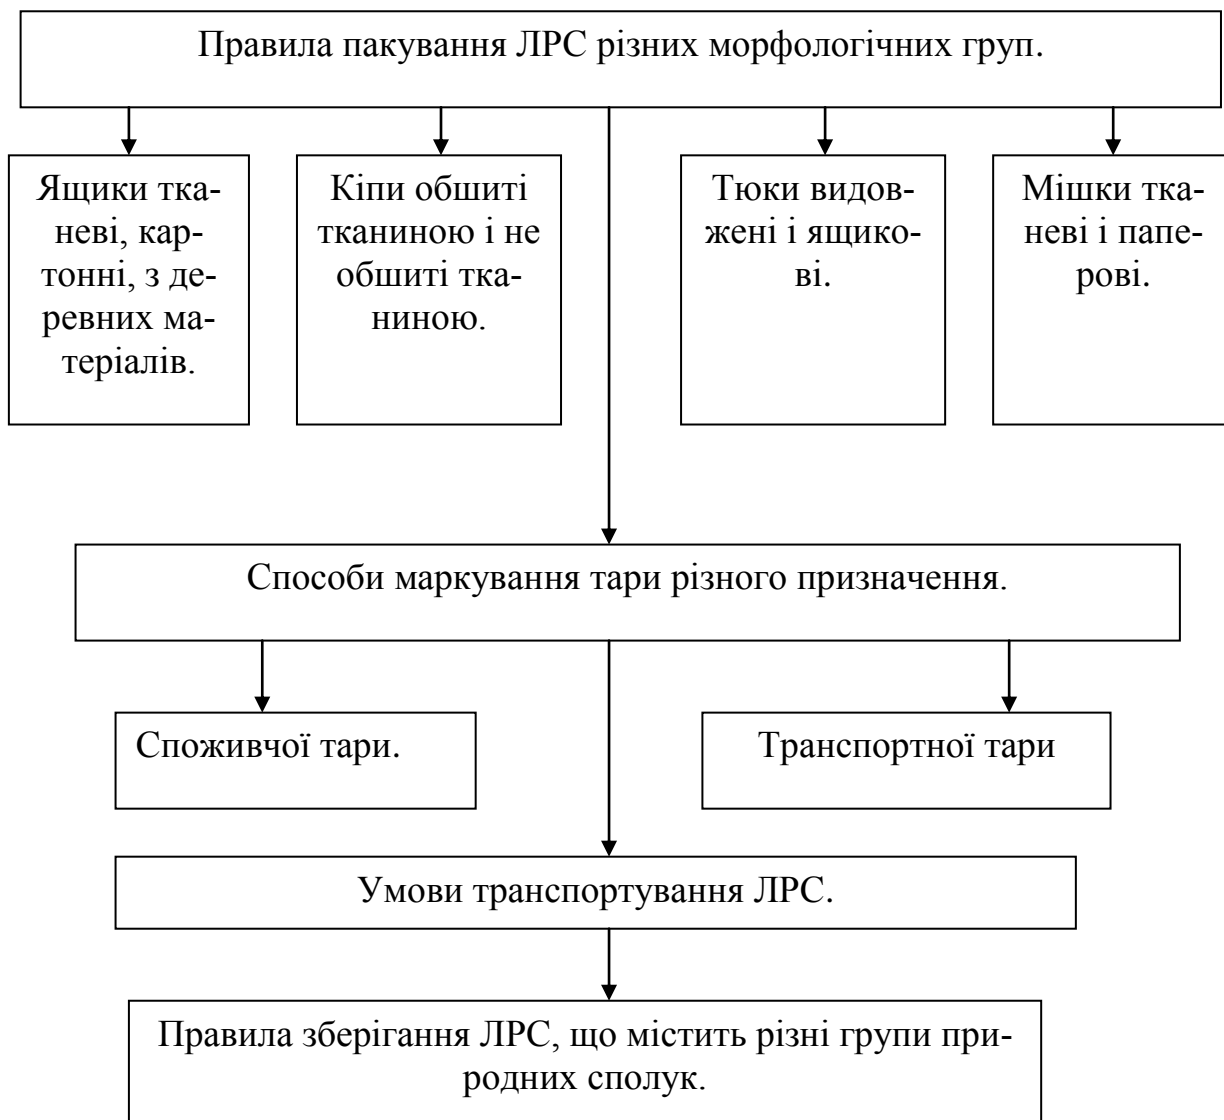 Правила пакування ЛРС різних морфологічних груп.
Ящики тка-
неві, кар-
тонні, з де-
ревних ма-
теріалів.
Кіпи обшиті
тканиною і не
обшиті тка-
ниною.
Тюки видов-
жені і ящико-
ві.
Мішки тка-
неві і папе-
рові.
Способи маркування тари різного призначення.
Споживчої тари.
Транспортної тари
Умови транспортування ЛРС.
Правила зберігання ЛРС, що містить різні групи при-
родних сполук.